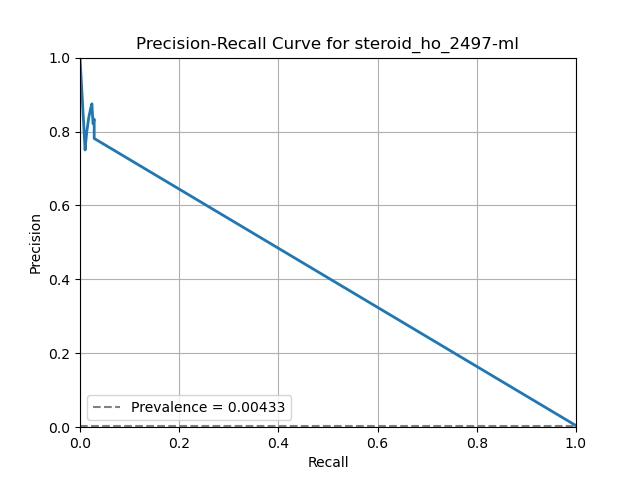 Precision-Recall Curve for steroid_ho_2497-ml
1.0
0.8
0.6
0.4
0.2
0.0
Precision
Prevalence = 0.00433
0.0 0.2 0.4 0.6 0.8 1.0
Recall